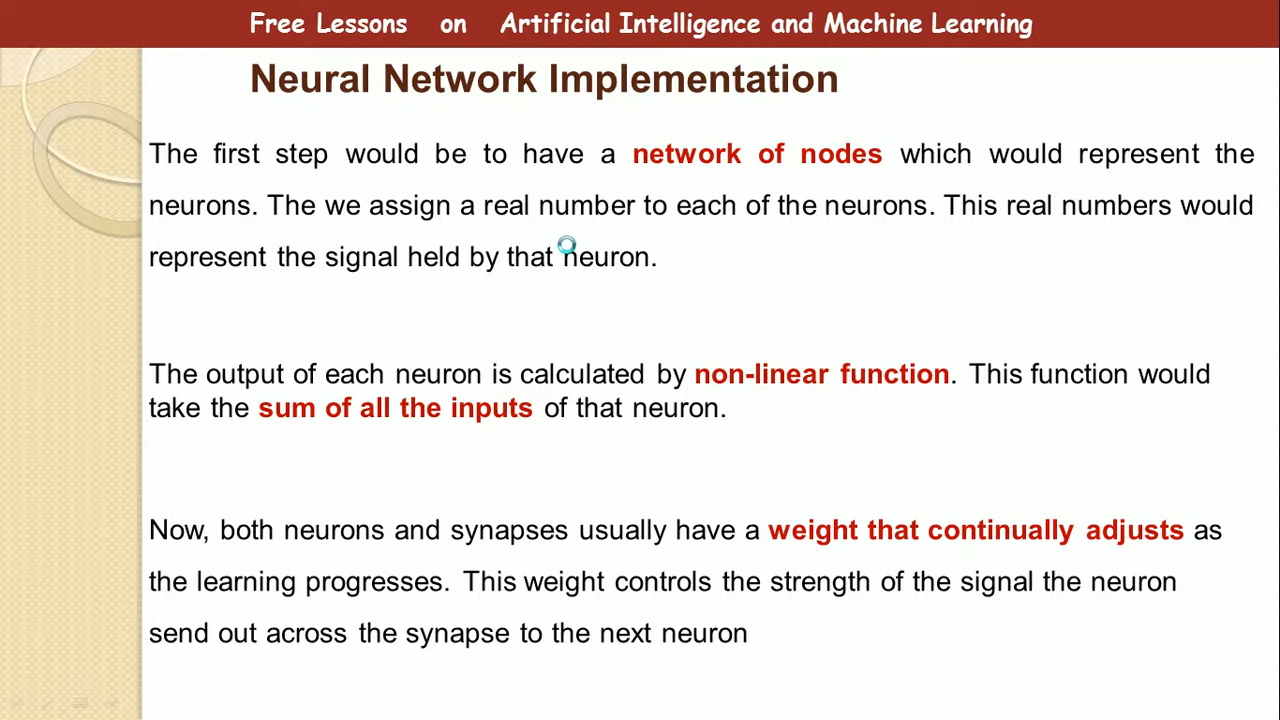 Free Lessons on Artificial Intelligence and Machine Learning
Neural Network Implementation
The first step would be to have a network of nodes which would represent the
neurons. The we assign a real number to each of the neurons. This real numbers would
represent the signal held by that neuron.
The output of each neuron is calculated by non-linear function. This function would
take the sum of all the inputs of that neuron.
Now, both neurons and synapses usually have a weight that continually adjusts as
the learning progresses. This weight controls the strength of the signal the neuron
send out across the synapse to the next neuron